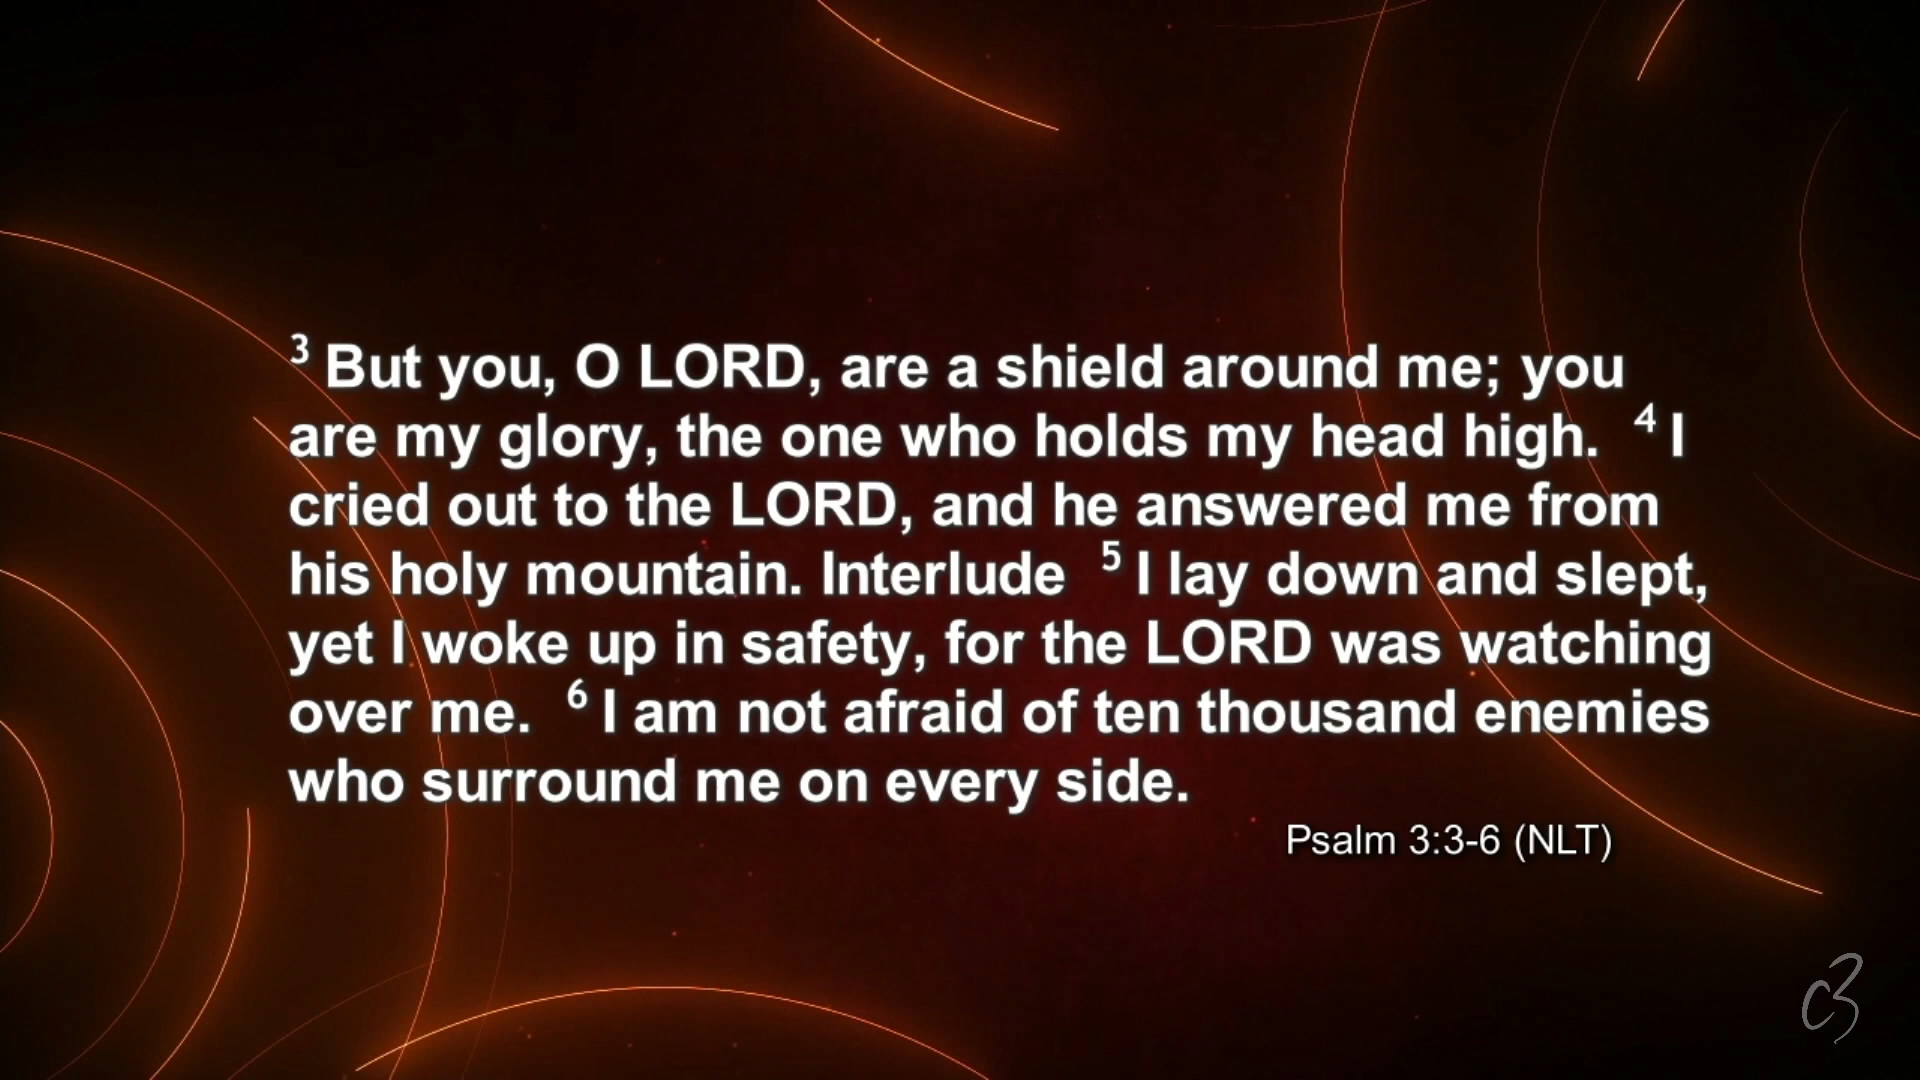 ³ But you, O LORD, are a shield around me; you
are my glory, the one who holds my head high. ⁴ I
cried out to the LORD, and he answered me from
his holy mountain. Interlude ⁵ I lay down and slept,
yet I woke up in safety, for the LORD was watching
over me. ⁶ I am not afraid of ten thousand enemies
who surround me on every side.
Psalm 3:3-6 (NLT)
c3